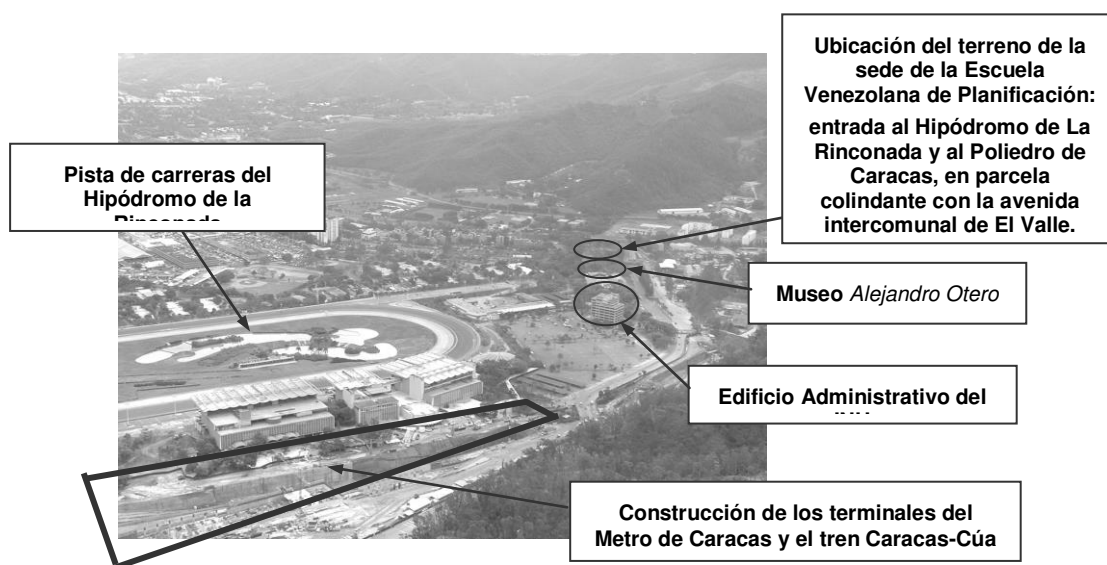 Ubicación del terreno de la
sede de la Escuela
Venezolana de Planificación:
entrada al Hipódromo de La
Rinconada y al Poliedro de
Caracas, en parcela
colindante con la avenida
intercomunal de El Valle.
Pista de carreras del
Hipódromo de la
Rinconada
Museo Alejandro Otero
Edificio Administrativo del
Construcción de los terminales del
Metro de Caracas y el tren Caracas-Cúa